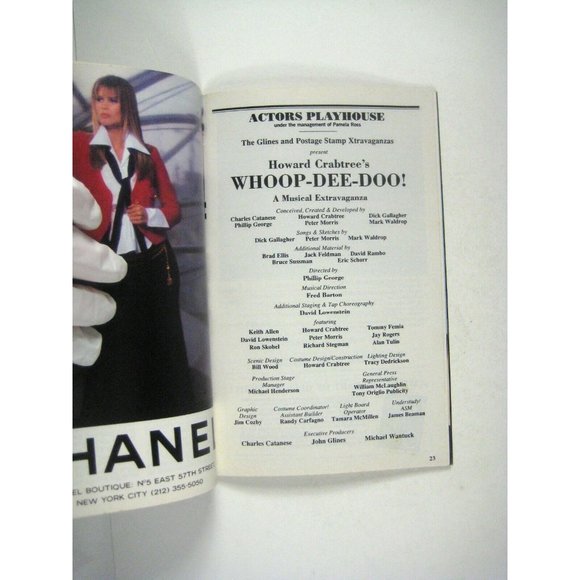 HANEL
EL BOUTIQUE: Nº5 EAST 57TH STREET
NEW YORK CITY (212) 355-5050
ACTORS PLAYHOUSE
under the management of Pamela Ross
The Glines and Postage Stamp Xtravaganzas
present
Howard Crabtree's
WHOOP-DEE-DOO!
A Musical Extravaganza
Conceived, Created & Developed by
Charles Catanese Howard Crabtree Dick Gallagher
Phillip George Peter Morris Mark Waldrop
Songs & Sketches by
Dick Gallagher Peter Morris Mark Waldrop
Additional Material by
Brad Ellis Jack Feldman David Rambo
Bruce Sussman Eric Schorr
Directed by
Phillip George
Musical Direction
Fred Barton
Additional Staging & Tap Choreography
David Lowenstein
featuring
Keith Allen Howard Crabtree Tommy Femia
David Lowenstein Peter Morris Jay Rogers
Ron Skobel Richard Stegman Alan Tulin
Scenic Design Costume Design/Construction Lighting Design
Bill Wood Howard Crabtree Tracy Dedrickson
Production Stage Manager
Michael Henderson
General Press Representative
William McLaughlin
Tony Origlio Publicity
Graphic Design
Jim Cozby
Costume Coordinator/ Assistant Builder
Randy Carfagno
Light Board Operator
Tamara McMillen
Understudy/ ASM
James Beaman
Executive Producers
Charles Catanese John Glines Michael Wantuck
23